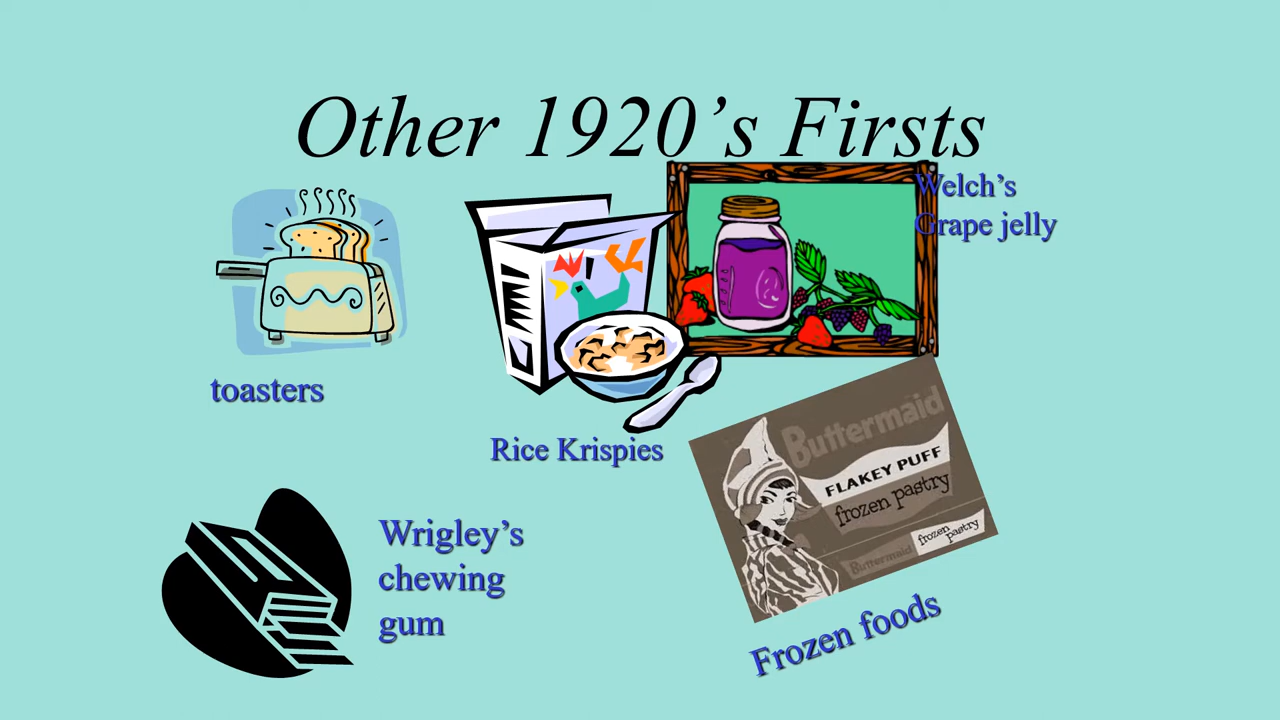 Other 1920’s Firsts
Welch’s
Grape jelly
toasters
Rice Krispies
Buttermaid
FLAKEY PUFF
frozen pastry
Buttermaid
frozen
pastry
Wrigley’s
chewing
gum
Frozen foods